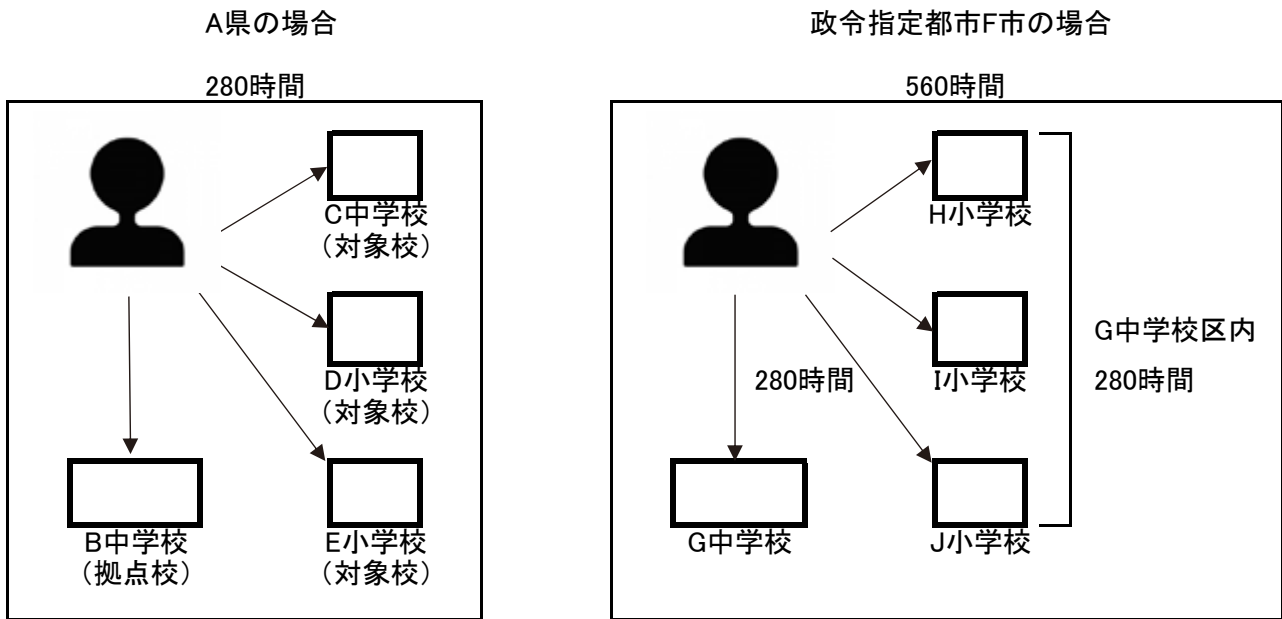 A県の場合
280時間
C中学校
（対象校）
D小学校
（対象校）
B中学校
（拠点校）
E小学校
（対象校）
政令指定都市F市の場合
560時間
H小学校
I小学校
280時間
G中学校
J小学校
G中学校区内
280時間